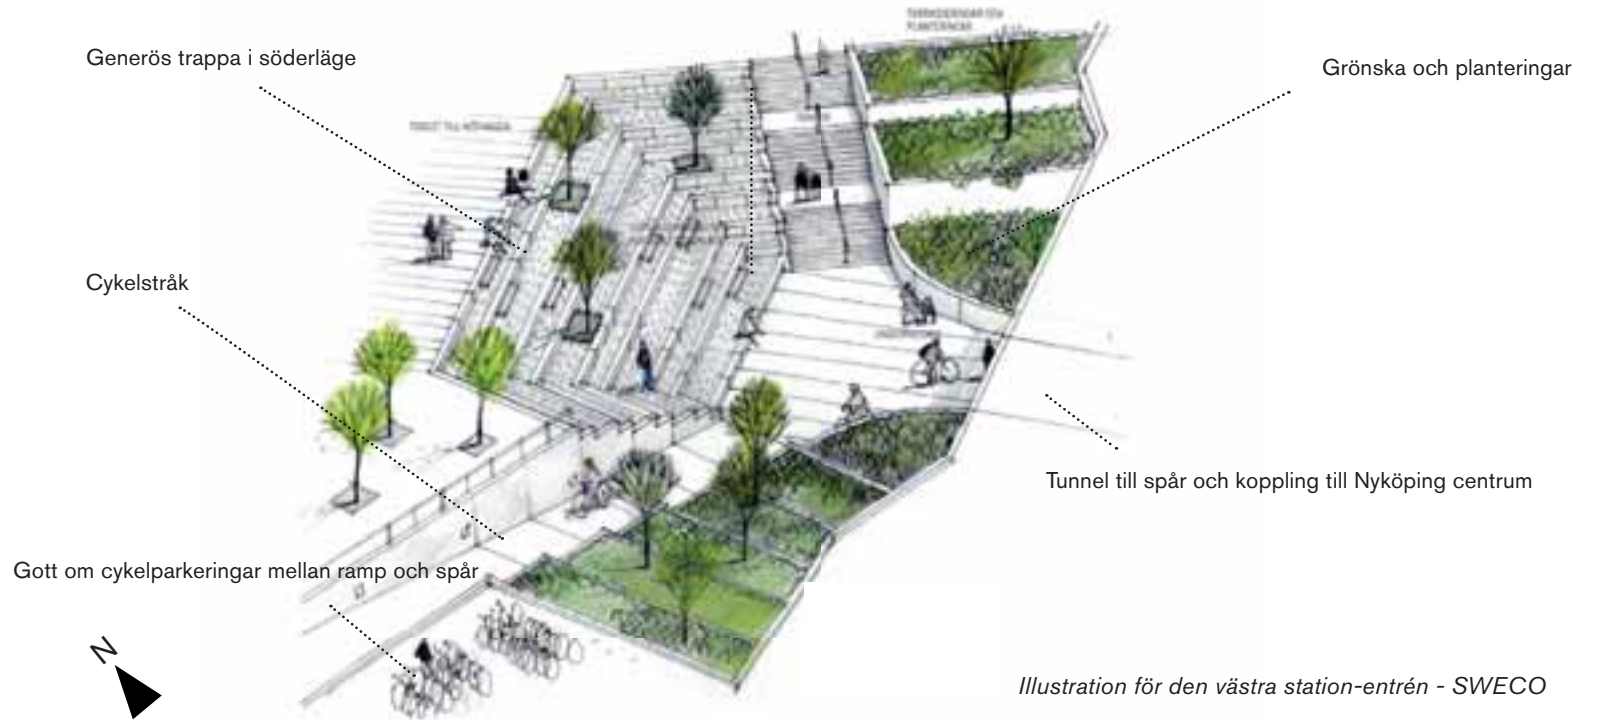 Generös trappa i söderläge
Grönska och planteringar
Cykelstråk
Tunnel till spår och koppling till Nyköping centrum
Gott om cykelparkeringar mellan ramp och spår
N
Illustration för den västra station-entrén - SWECO